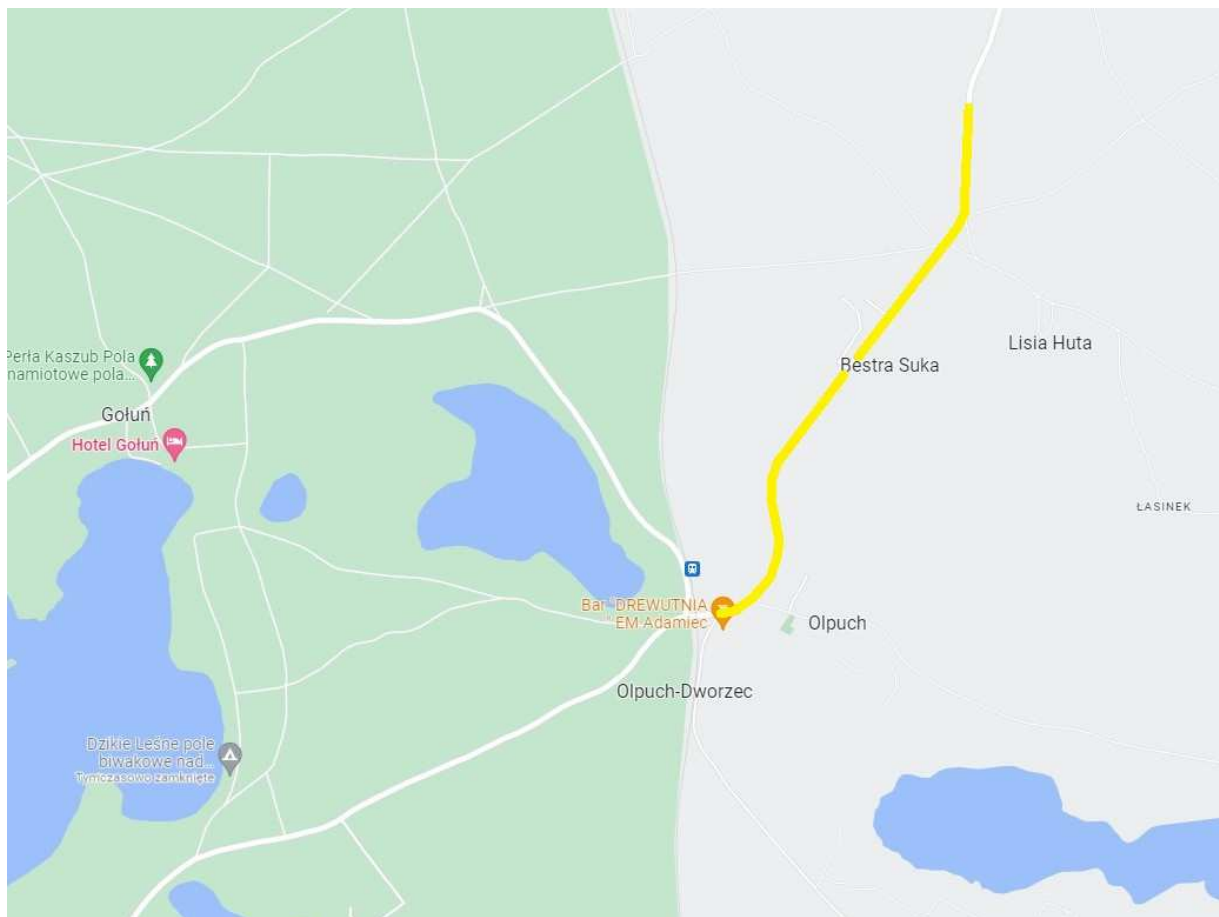 Lisia Huta
Perła Kaszub Pola
namiotowe pola...
Bestra Suka
Gołuń
Hotel Gołuń
ŁASINEK
Bar "DREWUTNIA
" EM Adamiec
Olpuch
Olpuch-Dworzec
Dzikie Leśne pole
biwakowe nad...
Tymczasowo zamknięte